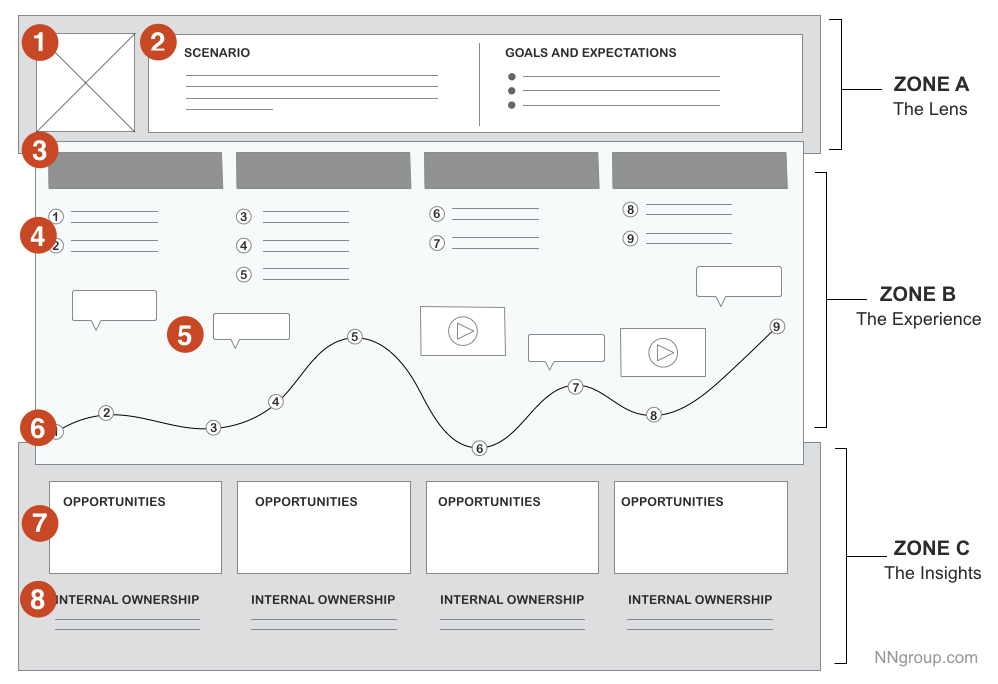 1
2
SCENARIO
GOALS AND EXPECTATIONS
ZONE A
The Lens
3
1
3
6
8
4
2
4
7
9
5
5
ZONE B
The Experience
9
5
7
2
4
8
6
3
6
7
OPPORTUNITIES
OPPORTUNITIES
OPPORTUNITIES
OPPORTUNITIES
ZONE C
The Insights
8
INTERNAL OWNERSHIP
INTERNAL OWNERSHIP
INTERNAL OWNERSHIP
INTERNAL OWNERSHIP
NNgroup.com